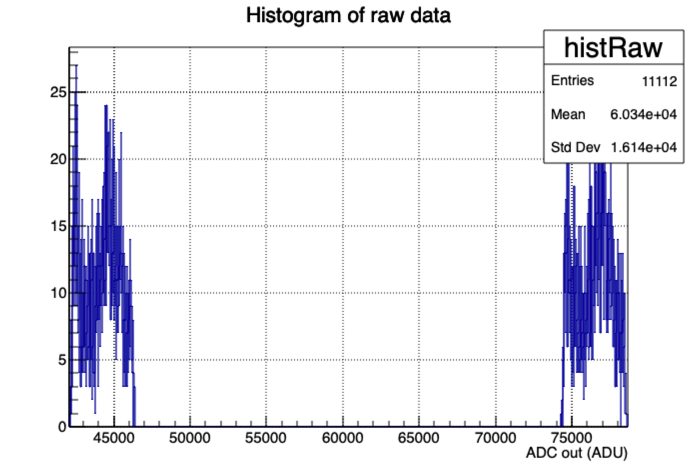 Histogram of raw data
histRaw
Entries 11112
Mean 6.034e+04
Std Dev 1.614e+04
25
20
15
10
5
0
45000 50000 55000 60000 65000 70000 75000
ADC out (ADU)